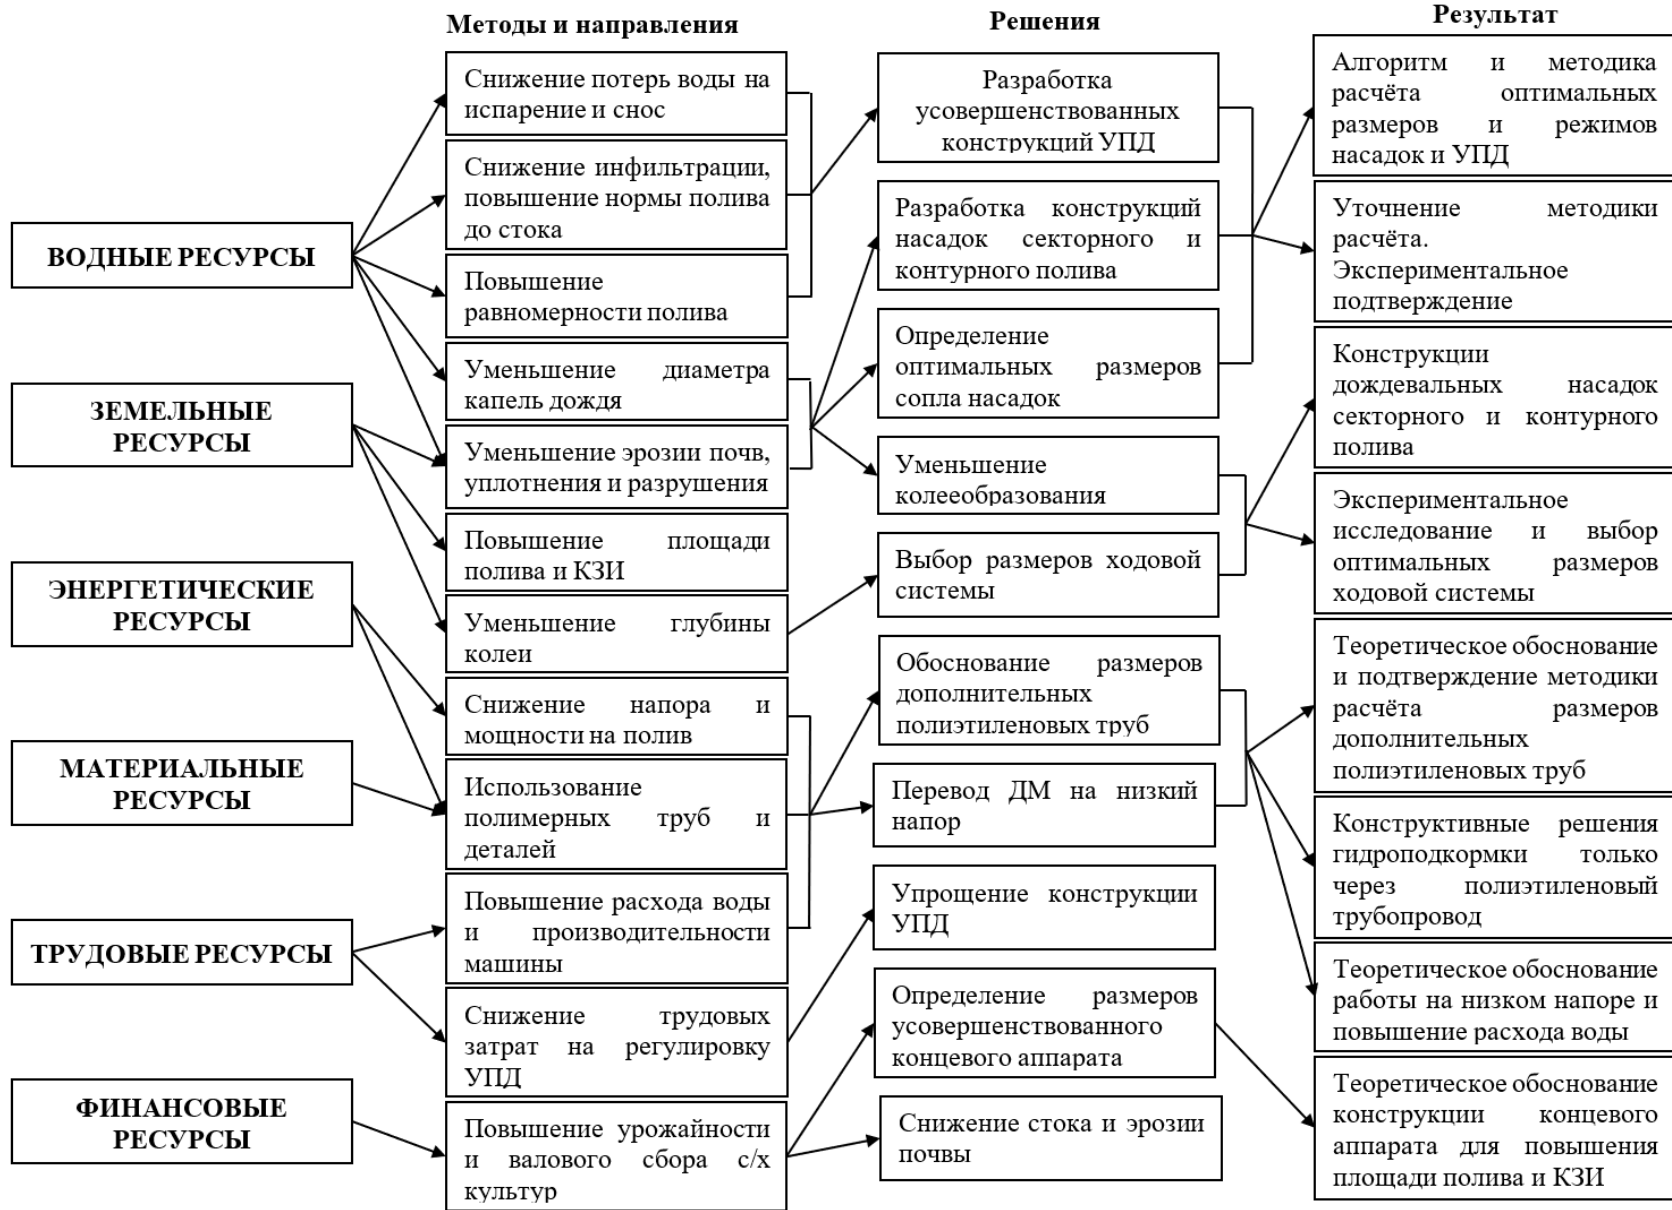 Методы и направления
Решения
Результат
ВОДНЫЕ РЕСУРСЫ
ЗЕМЕЛЬНЫЕ
РЕСУРСЫ
ЭНЕРГЕТИЧЕСКИЕ
РЕСУРСЫ
МАТЕРИАЛЬНЫЕ
РЕСУРСЫ
ТРУДОВЫЕ РЕСУРСЫ
ФИНАНСОВЫЕ
РЕСУРСЫ
Снижение потерь воды на
испарение и снос
Снижение инфильтрации,
повышение нормы полива
до стока
Повышение
равномерности полива
Уменьшение диаметра
капель дождя
Уменьшение эрозии почв,
уплотнения и разрушения
Повышение площади
полива и КЗИ
Уменьшение глубины
колеи
Снижение напора и
мощности на полив
Использование
полимерных труб и
деталей
Повышение расхода воды
и производительности
машины
Снижение трудовых
затрат на регулировку
УПД
Повышение урожайности
и валового сбора с/х
культур
Разработка
усовершенствованных
конструкций УПД
Разработка конструкций
насадок секторного и
контурного полива
Определение
оптимальных размеров
сопла насадок
Уменьшение
колееобразования
Выбор размеров ходовой
системы
Обоснование размеров
дополнительных
полиэтиленовых труб
Перевод ДМ на низкий
напор
Упрощение конструкции
УПД
Определение размеров
усовершенствованного
концевого аппарата
Снижение стока и эрозии
почвы
Алгоритм и методика
расчёта оптимальных
размеров и режимов
насадок и УПД
Уточнение методики
расчёта.
Экспериментальное
подтверждение
Конструкции
дождевальных насадок
секторного и контурного
полива
Экспериментальное
исследование и выбор
оптимальных размеров
ходовой системы
Теоретическое обоснование
и подтверждение методики
расчёта размеров
дополнительных
полиэтиленовых труб
Конструктивные решения
гидроподкормки только
через полиэтиленовый
трубопровод
Теоретическое обоснование
работы на низком напоре и
повышение расхода воды
Теоретическое обоснование
конструкции концевого
аппарата для повышения
площади полива и КЗИ